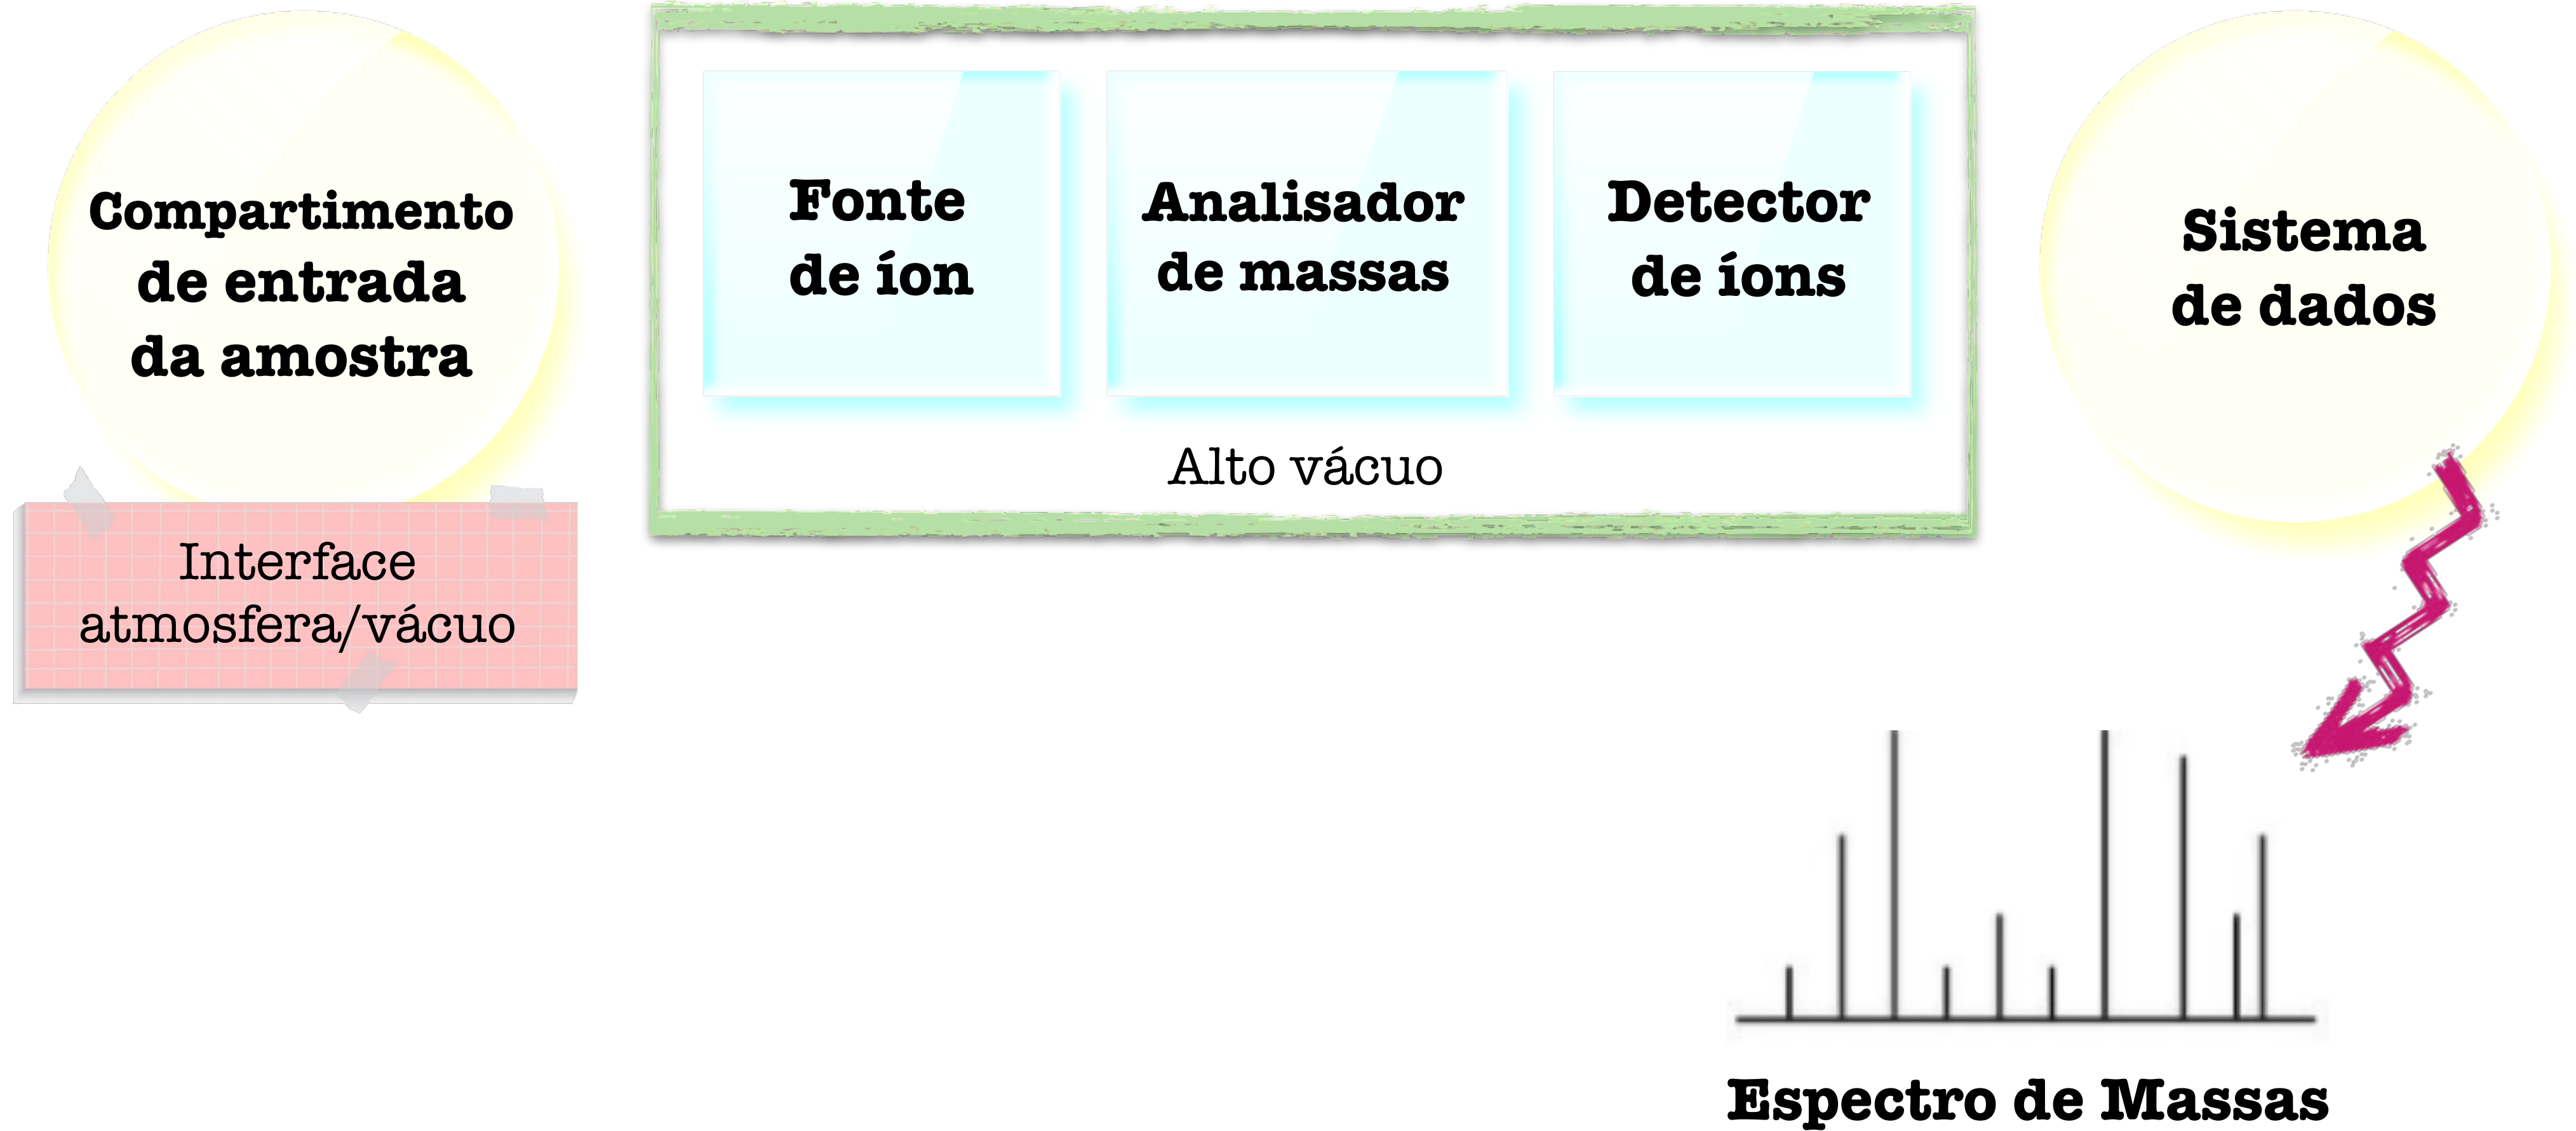 Compartimento
de entrada
da amostra
Interface
atmosfera/vácuo
Fonte
de íon
Analisador
de massas
Detector
de íons
Alto vácuo
Sistema
de dados
Espectro de Massas